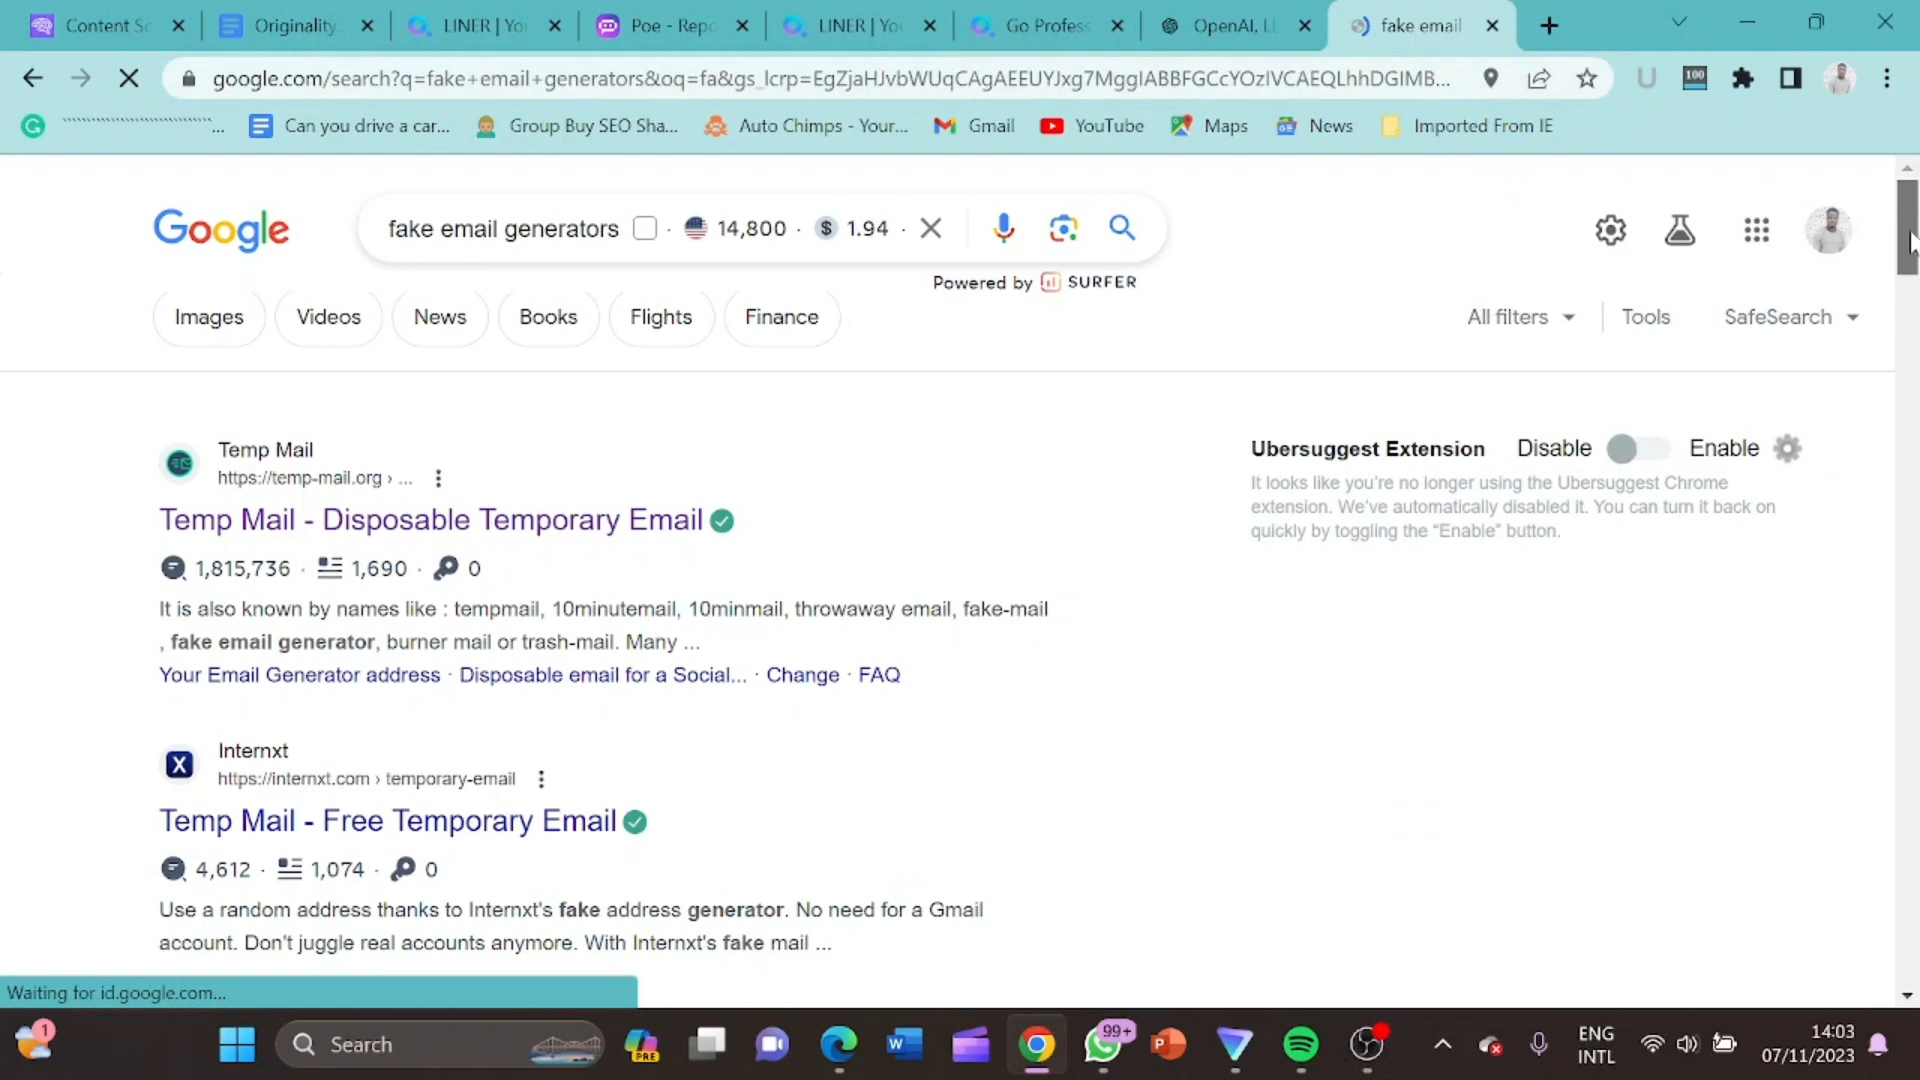 Content Sc
Originality
LINER | Yo
Poe - Repo
LINER | Yo
Go Profess
OpenAI, L
fake email
google.com/search?q=fake+email+generators&oq=fa&gs_lcrp=EgZjaHJvbWUqCAgAEEUYJxg7MggIABBFGCcYOzIVCAEQLhhDGIMB...
100
Can you drive a car...
Group Buy SEO Sha...
Auto Chimps - Your...
Gmail
YouTube
Maps
News
Imported From IE
Google
fake email generators · 14,800 · $ 1.94 ·
Powered by SURFER
Images
Videos
News
Books
Flights
Finance
All filters
Tools
SafeSearch
Temp Mail
https://temp-mail.org › ...
Temp Mail - Disposable Temporary Email
1,815,736 · 1,690 · 0
It is also known by names like : tempmail, 10minutemail, 10minmail, throwaway email, fake-mail
, fake email generator, burner mail or trash-mail. Many ...
Your Email Generator address · Disposable email for a Social... · Change · FAQ
Ubersuggest Extension Disable Enable
It looks like you're no longer using the Ubersuggest Chrome
extension. We've automatically disabled it. You can turn it back on
quickly by toggling the “Enable” button.
Internxt
https://internxt.com › temporary-email
Temp Mail - Free Temporary Email
4,612 · 1,074 · 0
Use a random address thanks to Internxt's fake address generator. No need for a Gmail
account. Don't juggle real accounts anymore. With Internxt's fake mail ...
Waiting for id.google.com...
1
Search
PRE
W
99+
P
ENG
INTL
14:03
07/11/2023